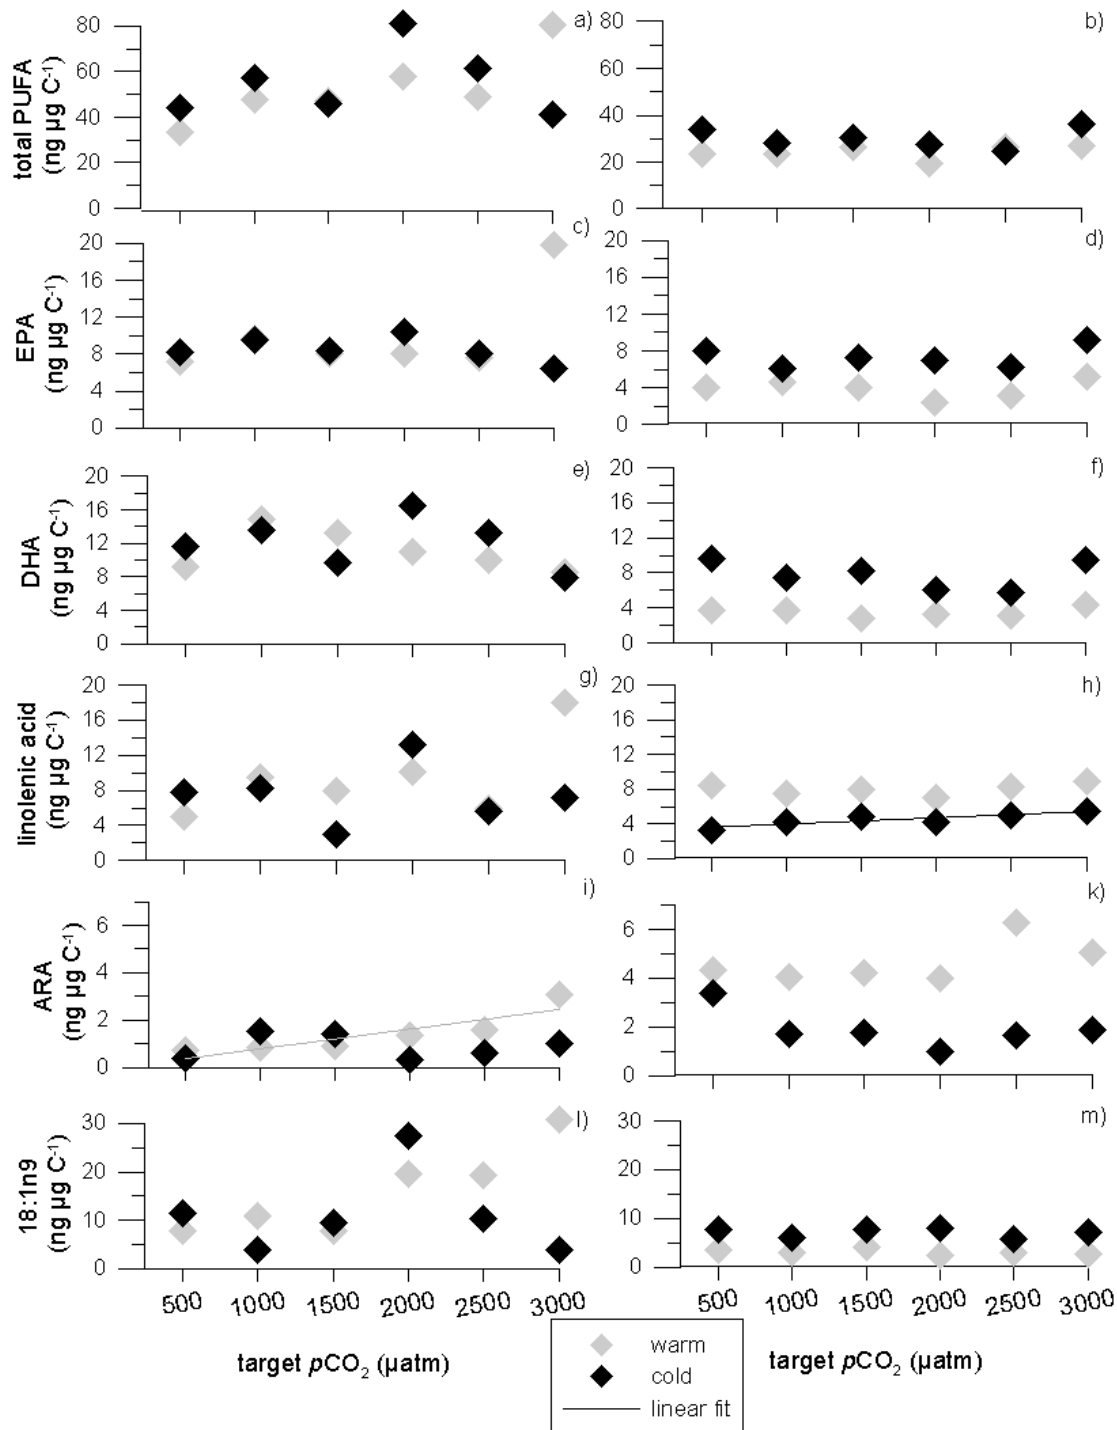 total PUFA
(ng µg C-1)
80
60
40
20
0
a)
80
60
40
20
0
b)
EPA
(ng µg C-1)
20
16
12
8
4
0
c)
20
16
12
8
4
0
d)
DHA
(ng µg C-1)
20
16
12
8
4
0
e)
20
16
12
8
4
0
f)
linolenic acid
(ng µg C-1)
20
16
12
8
4
0
g)
20
16
12
8
4
0
h)
ARA
(ng µg C-1)
6
4
2
0
i)
6
4
2
0
k)
18:1n9
(ng µg C-1)
30
20
10
0
l)
30
20
10
0
m)
500 1000 1500 2000 2500 3000
500 1000 1500 2000 2500 3000
target pCO2 (µatm)
target pCO2 (µatm)
warm
cold
linear fit